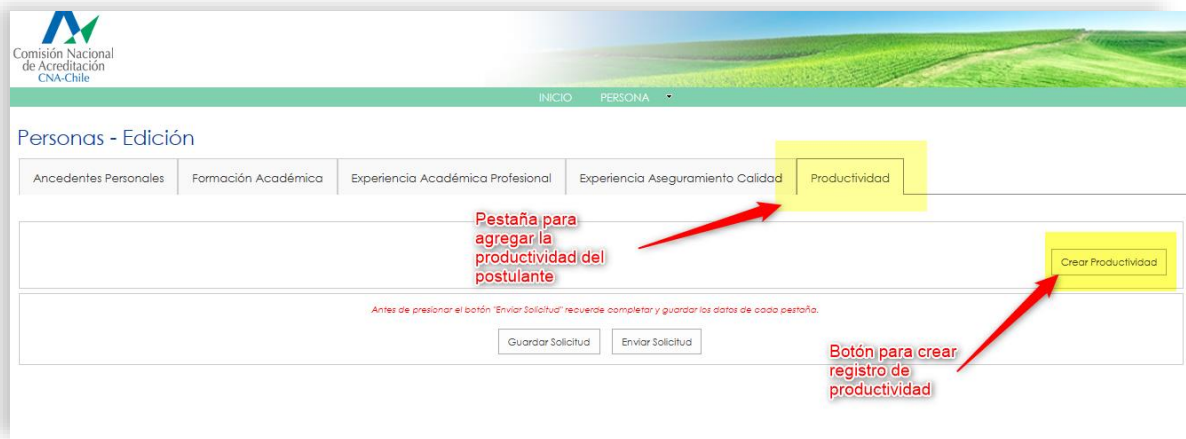 Comisión Nacional
de Acreditación
CNA-Chile
INICIO PERSONA
Personas - Edición
Ancedentes Personales Formación Académica Experiencia Académica Profesional Experiencia Aseguramiento Calidad Productividad
Pestaña para
agregar la
productividad del
postulante
Crear Productividad
Antes de presionar el botón "Enviar Solicitud" recuerde completar y guardar los datos de cada pestaña.
Guardar Solicitud Enviar Solicitud
Botón para crear
registro de
productividad